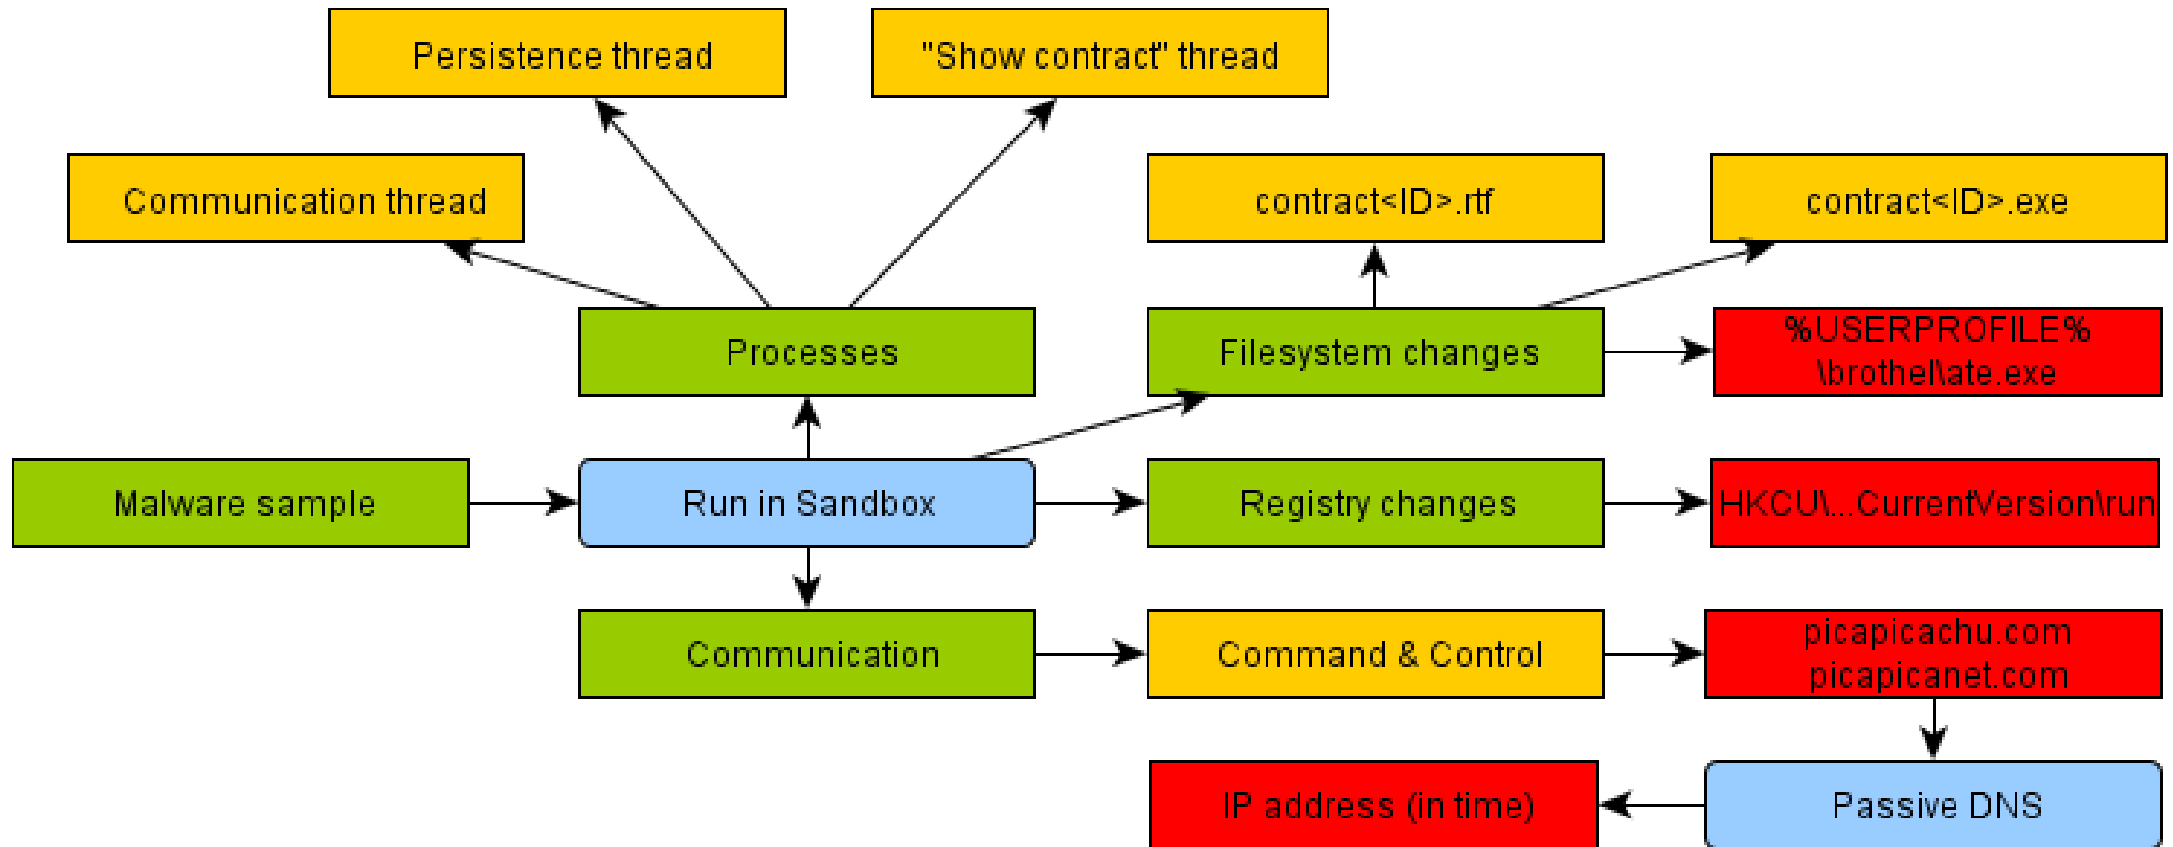 Persistence thread
"Show contract" thread
Communication thread
contract<ID>.rtf
contract<ID>.exe
Processes
Filesystem changes
%USERPROFILE%
\brothel\ate.exe
Malware sample
Run in Sandbox
Registry changes
HKCU\...CurrentVersion\run
Communication
Command & Control
picapicachu.com
picapicanet.com
IP address (in time)
Passive DNS